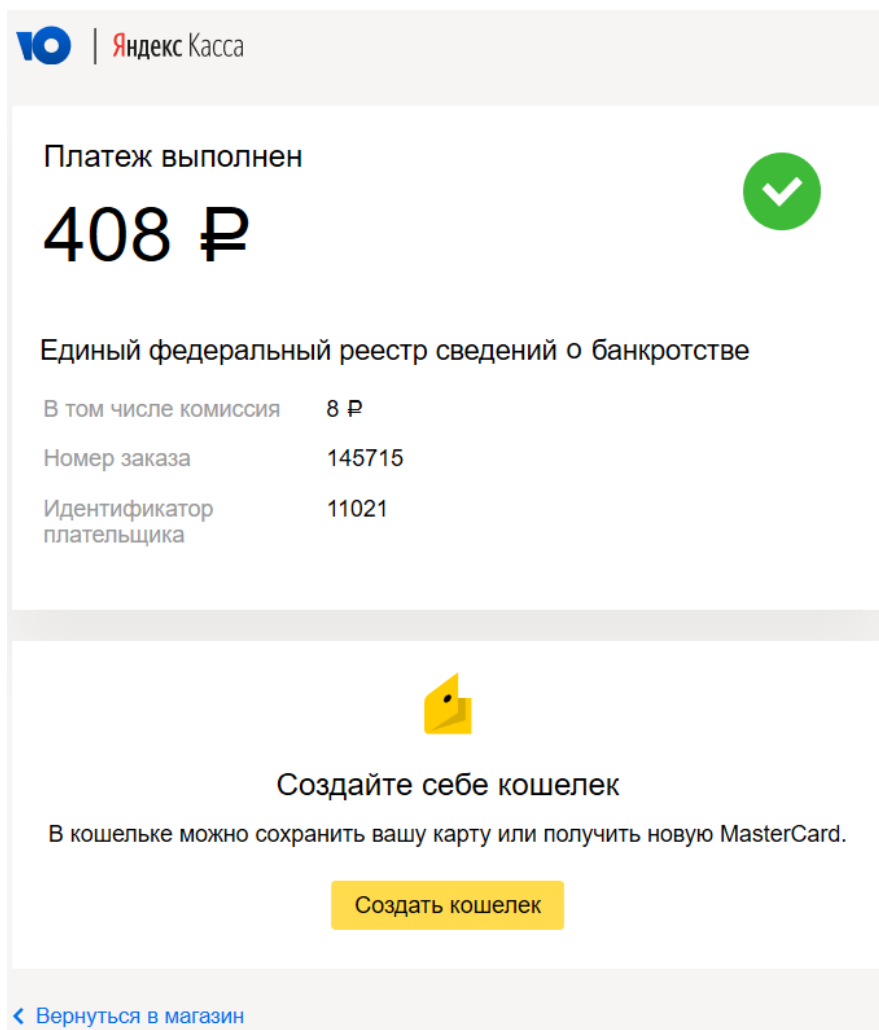 Ю | Яндекс Касса
Платеж выполнен
408 ₽
Единый федеральный реестр сведений о банкротстве
В том числе комиссия 8 ₽
Номер заказа 145715
Идентификатор 11021
плательщика
Создайте себе кошелек
В кошельке можно сохранить вашу карту или получить новую MasterCard.
Создать кошелек
Вернуться в магазин